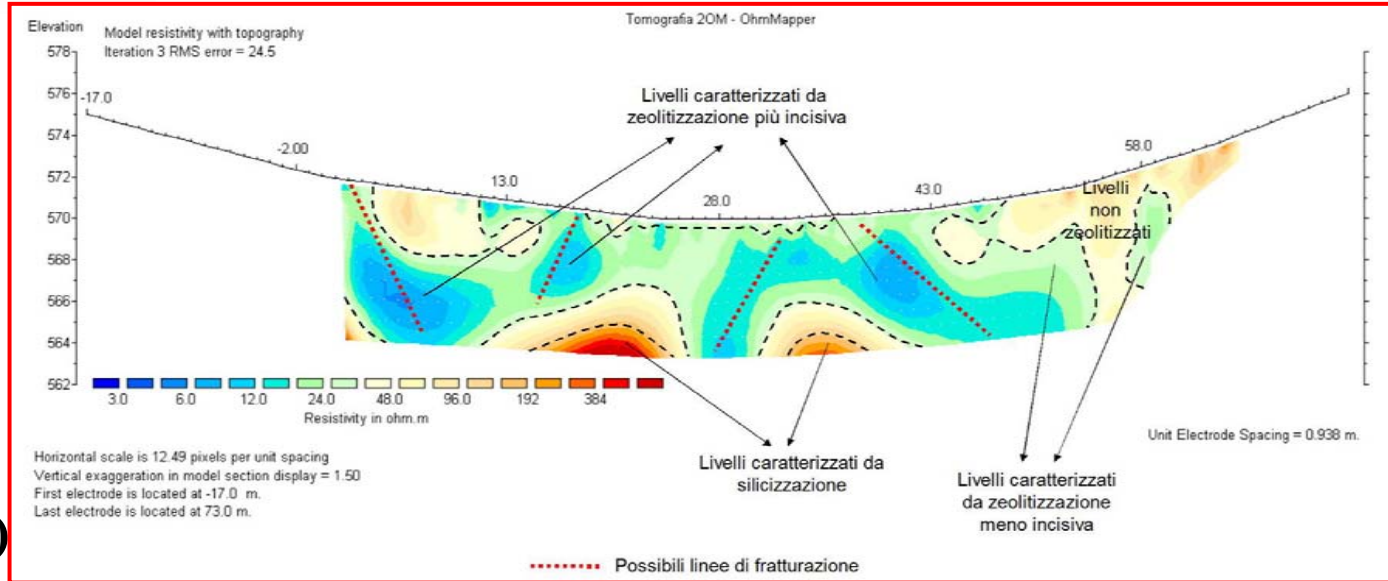 Tomografia 2OM - OhmMapper
Elevation
Model resistivity with topography
Iteration 3 RMS error = 24.5
578
576
574
572
570
568
566
564
562
-17.0
-2.00
13.0
28.0
43.0
58.0
Livelli caratterizzati da
zeolitizzazione più incisiva
Livelli
non
zeolitizzati
3.0
6.0
12.0
24.0
48.0
96.0
192
384
Resistivity in ohm.m
Unit Electrode Spacing = 0.938 m.
Horizontal scale is 12.49 pixels per unit spacing
Vertical exaggeration in model section display = 1.50
First electrode is located at -17.0 m.
Last electrode is located at 73.0 m.
Livelli caratterizzati da
silicizzazione
Livelli caratterizzati
da zeolitizzazione
meno incisiva
Possibili linee di fratturazione